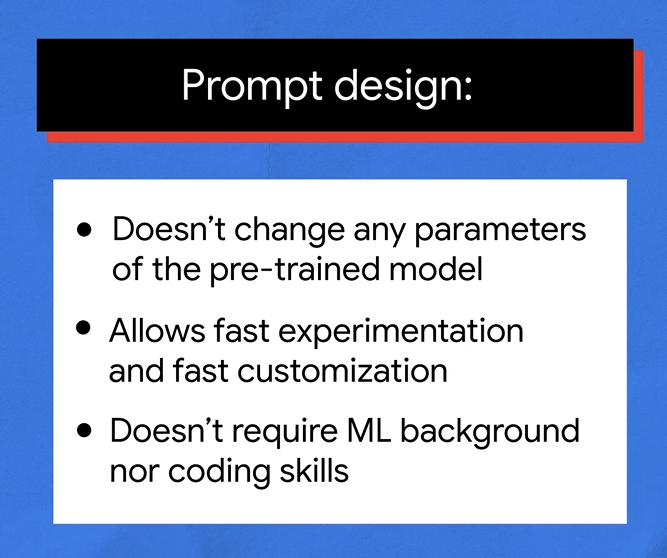 Prompt design:
• Doesn’t change any parameters
of the pre-trained model
• Allows fast experimentation
and fast customization
• Doesn’t require ML background
nor coding skills